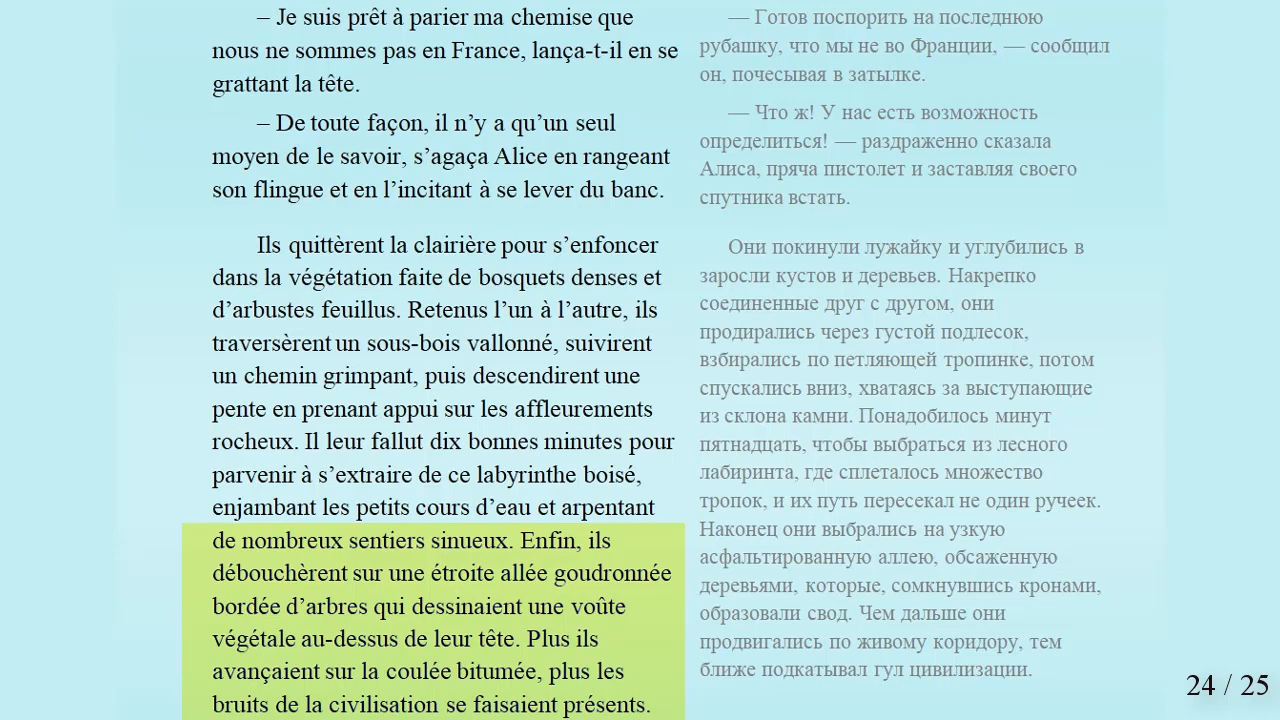 – Je suis prêt à parier ma chemise que
nous ne sommes pas en France, lança-t-il en se
grattant la tête.
– De toute façon, il n’y a qu’un seul
moyen de le savoir, s’agaça Alice en rangeant
son flingue et en l’incitant à se lever du banc.
Ils quittèrent la clairière pour s’enfoncer
dans la végétation faite de bosquets denses et
d’arbustes feuillus. Retenus l’un à l’autre, ils
traversèrent un sous-bois vallonné, suivirent
un chemin grimpant, puis descendirent une
pente en prenant appui sur les affleurements
rocheux. Il leur fallut dix bonnes minutes pour
parvenir à s’extraire de ce labyrinthe boisé,
enjambant les petits cours d’eau et arpentant
de nombreux sentiers sinueux. Enfin, ils
débouchèrent sur une étroite allée goudronnée
bordée d’arbres qui dessinaient une voûte
végétale au-dessus de leur tête. Plus ils
avançaient sur la coulée bitumée, plus les
bruits de la civilisation se faisaient présents.
— Готов поспорить на последнюю
рубашку, что мы не во Франции, — сообщил
он, почесывая в затылке.
— Что ж! У нас есть возможность
определиться! — раздраженно сказала
Алиса, пряча пистолет и заставляя своего
спутника встать.
Они покинули лужайку и углубились в
заросли кустов и деревьев. Накрепко
соединенные друг с другом, они
продирались через густой подлесок,
взбирались по петляющей тропинке, потом
спускались вниз, хватаясь за выступающие
из склона камни. Понадобилось минут
пятнадцать, чтобы выбраться из лесного
лабиринта, где сплеталось множество
тропок, и их путь пересекал не один ручеек.
Наконец они выбрались на узкую
асфальтированную аллею, обсаженную
деревьями, которые, сомкнувшись кронами,
образовали свод. Чем дальше они
продвигались по живому коридору, тем
ближе подкатывал гул цивилизации.
24 / 25